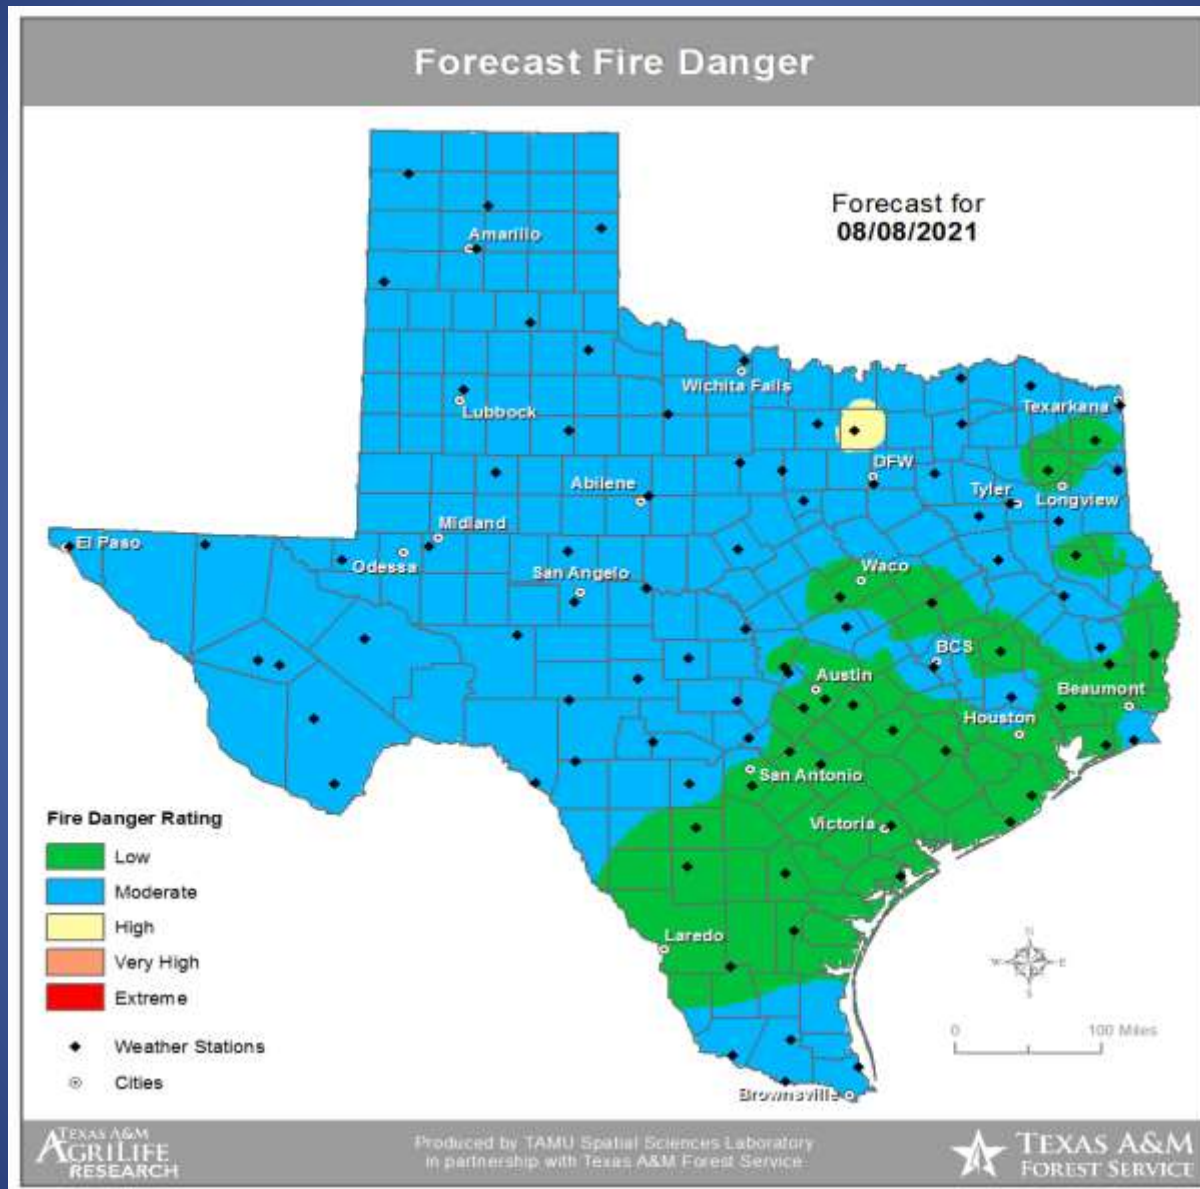 Forecast Fire Danger
Forecast for
08/08/2021
Amarillo
Wichita Falls
Lubbock
Texarkana
DFW
Abilene
Tyler
Longview
Midland
El Paso
Odessa
San Angelo
Waco
BCS
Austin
Beaumont
Houston
San Antonio
Victoria
Laredo
Brownsville
Fire Danger Rating
Low
Moderate
High
Very High
Extreme
Weather Stations
Cities
N
W E
S
0 100 Miles
TEXAS A&M
AGRILIFE
RESEARCH
Produced by TAMU Spatial Sciences Laboratory
in partnership with Texas A&M Forest Service
TEXAS A&M
FOREST SERVICE